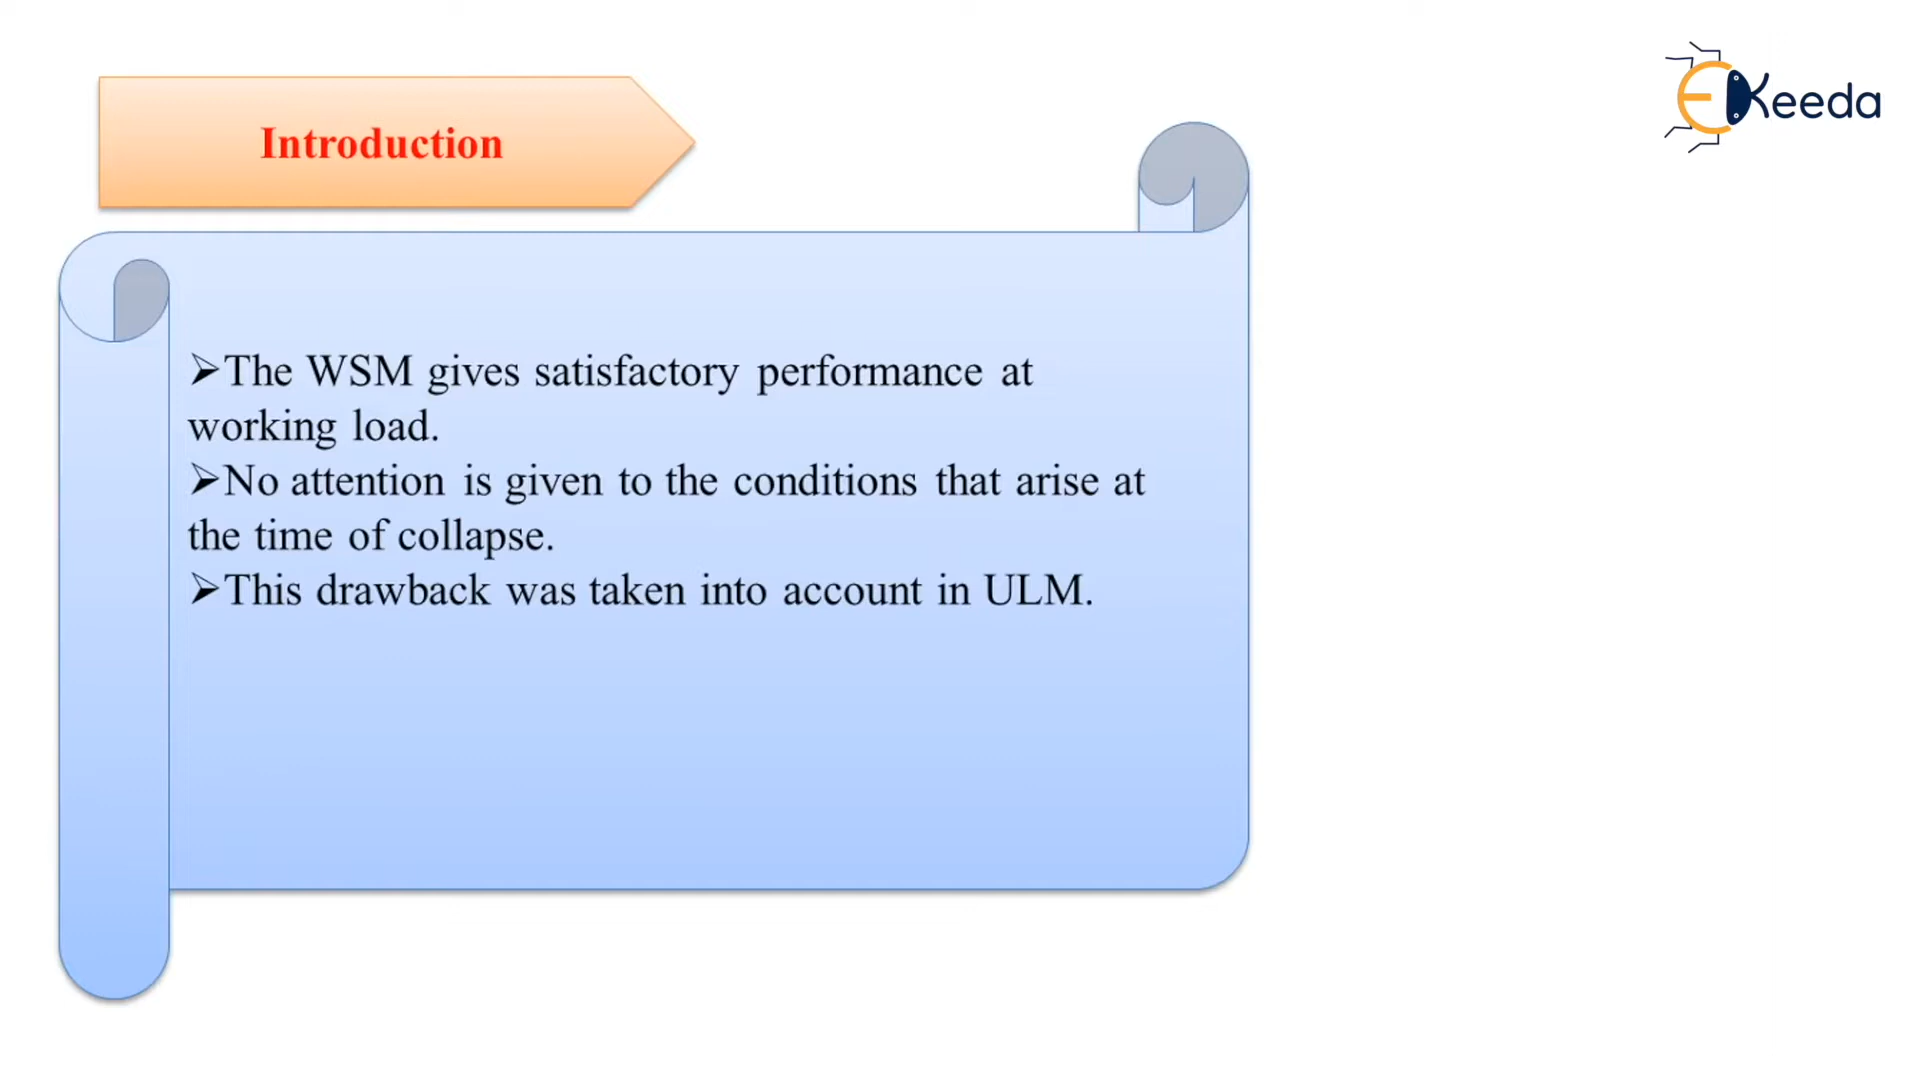 Introduction
EKeeda
➢The WSM gives satisfactory performance at
working load.
➢No attention is given to the conditions that arise at
the time of collapse.
➢This drawback was taken into account in ULM.